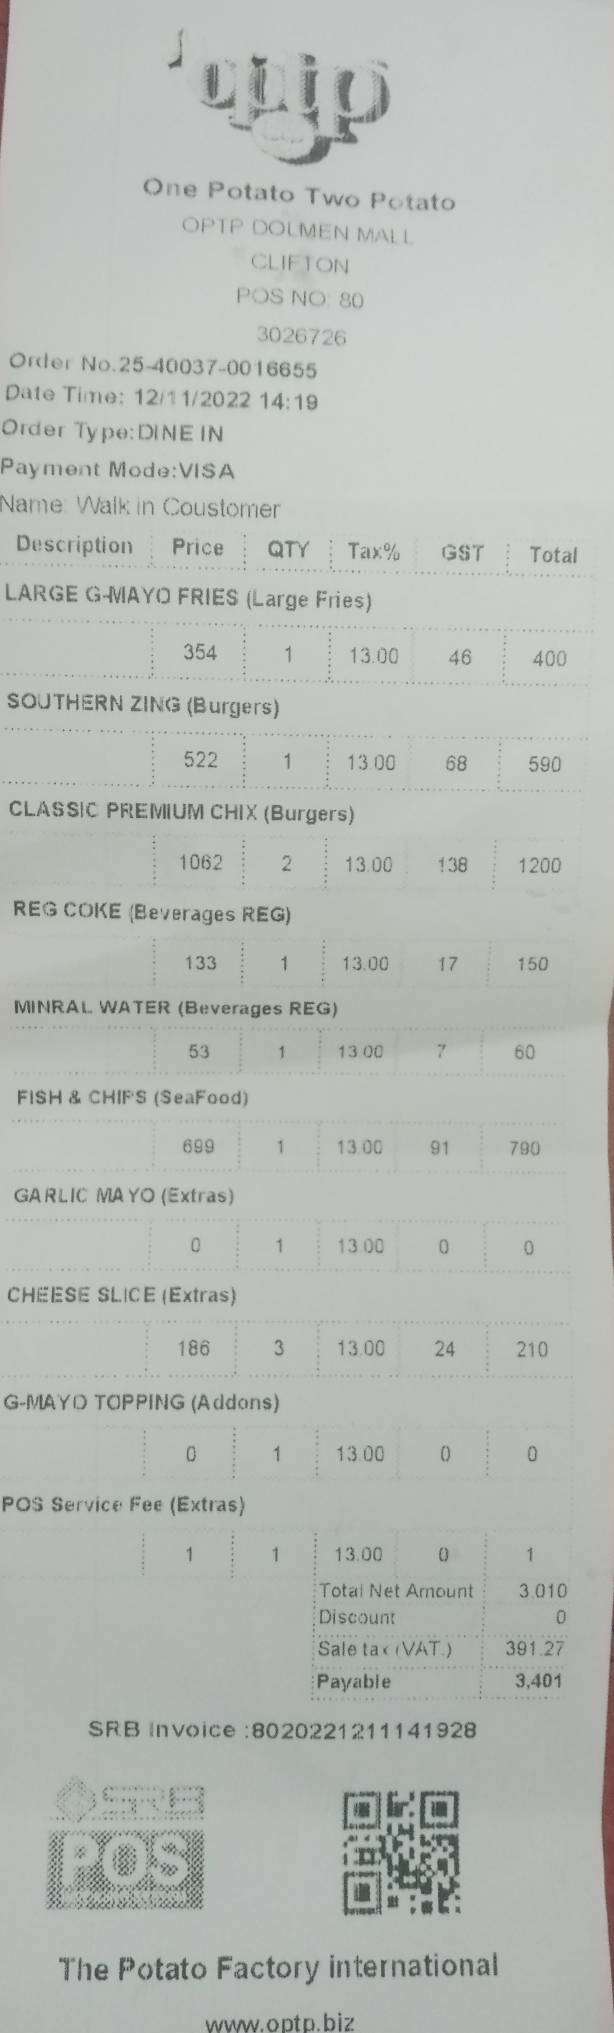 optp
One Potato Two Potato
OPTP DOLMEN MALL
CLIFTON
POS NO: 80
3026726
Order No.25-40037-0016655
Date Time: 12/11/2022 14:19
Order Type:DINE IN
Payment Mode:VISA
Name: Walk in Coustomer
Description Price QTY Tax% GST Total
LARGE G-MAYO FRIES (Large Fries)
354 1 13.00 46 400
SOUTHERN ZING (Burgers)
522 1 13.00 68 590
CLASSIC PREMIUM CHIX (Burgers)
1062 2 13.00 138 1200
REG COKE (Beverages REG)
133 1 13.00 17 150
MINRAL WATER (Beverages REG)
53 1 13.00 7 60
FISH & CHIPS (SeaFood)
699 1 13.00 91 790
GARLIC MAYO (Extras)
0 1 13.00 0 0
CHEESE SLICE (Extras)
186 3 13.00 24 210
G-MAYO TOPPING (Addons)
0 1 13.00 0 0
POS Service Fee (Extras)
1 1 13.00 0 1
Total Net Amount 3,010
Discount 0
Sale tax (VAT.) 391.27
Payable 3,401
SRB Invoice :8020221211141928
SRB
POS
The Potato Factory international
www.optp.biz